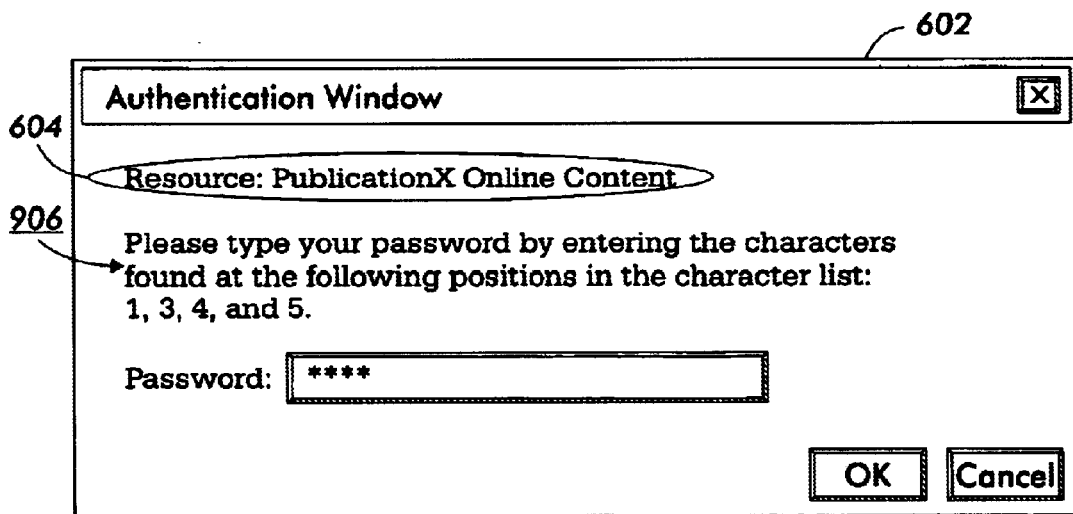 602
Authentication Window X
604
Resource: PublicationX Online Content
906
Please type your password by entering the characters
found at the following positions in the character list:
1, 3, 4, and 5.
Password: ****
OK Cancel